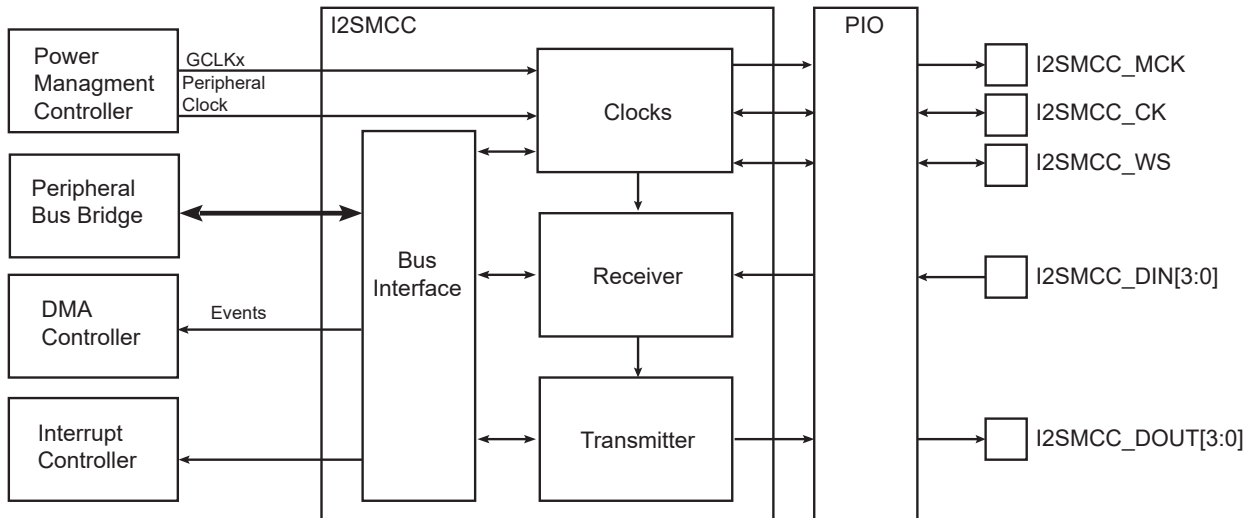 I2SMCC
PIO
Power
Managment
Controller
GCLKx
Peripheral
Clock
Clocks
I2SMCC_MCK
I2SMCC_CK
I2SMCC_WS
Peripheral
Bus Bridge
Bus
Interface
Receiver
I2SMCC_DIN[3:0]
DMA
Controller
Events
Interrupt
Controller
Transmitter
I2SMCC_DOUT[3:0]